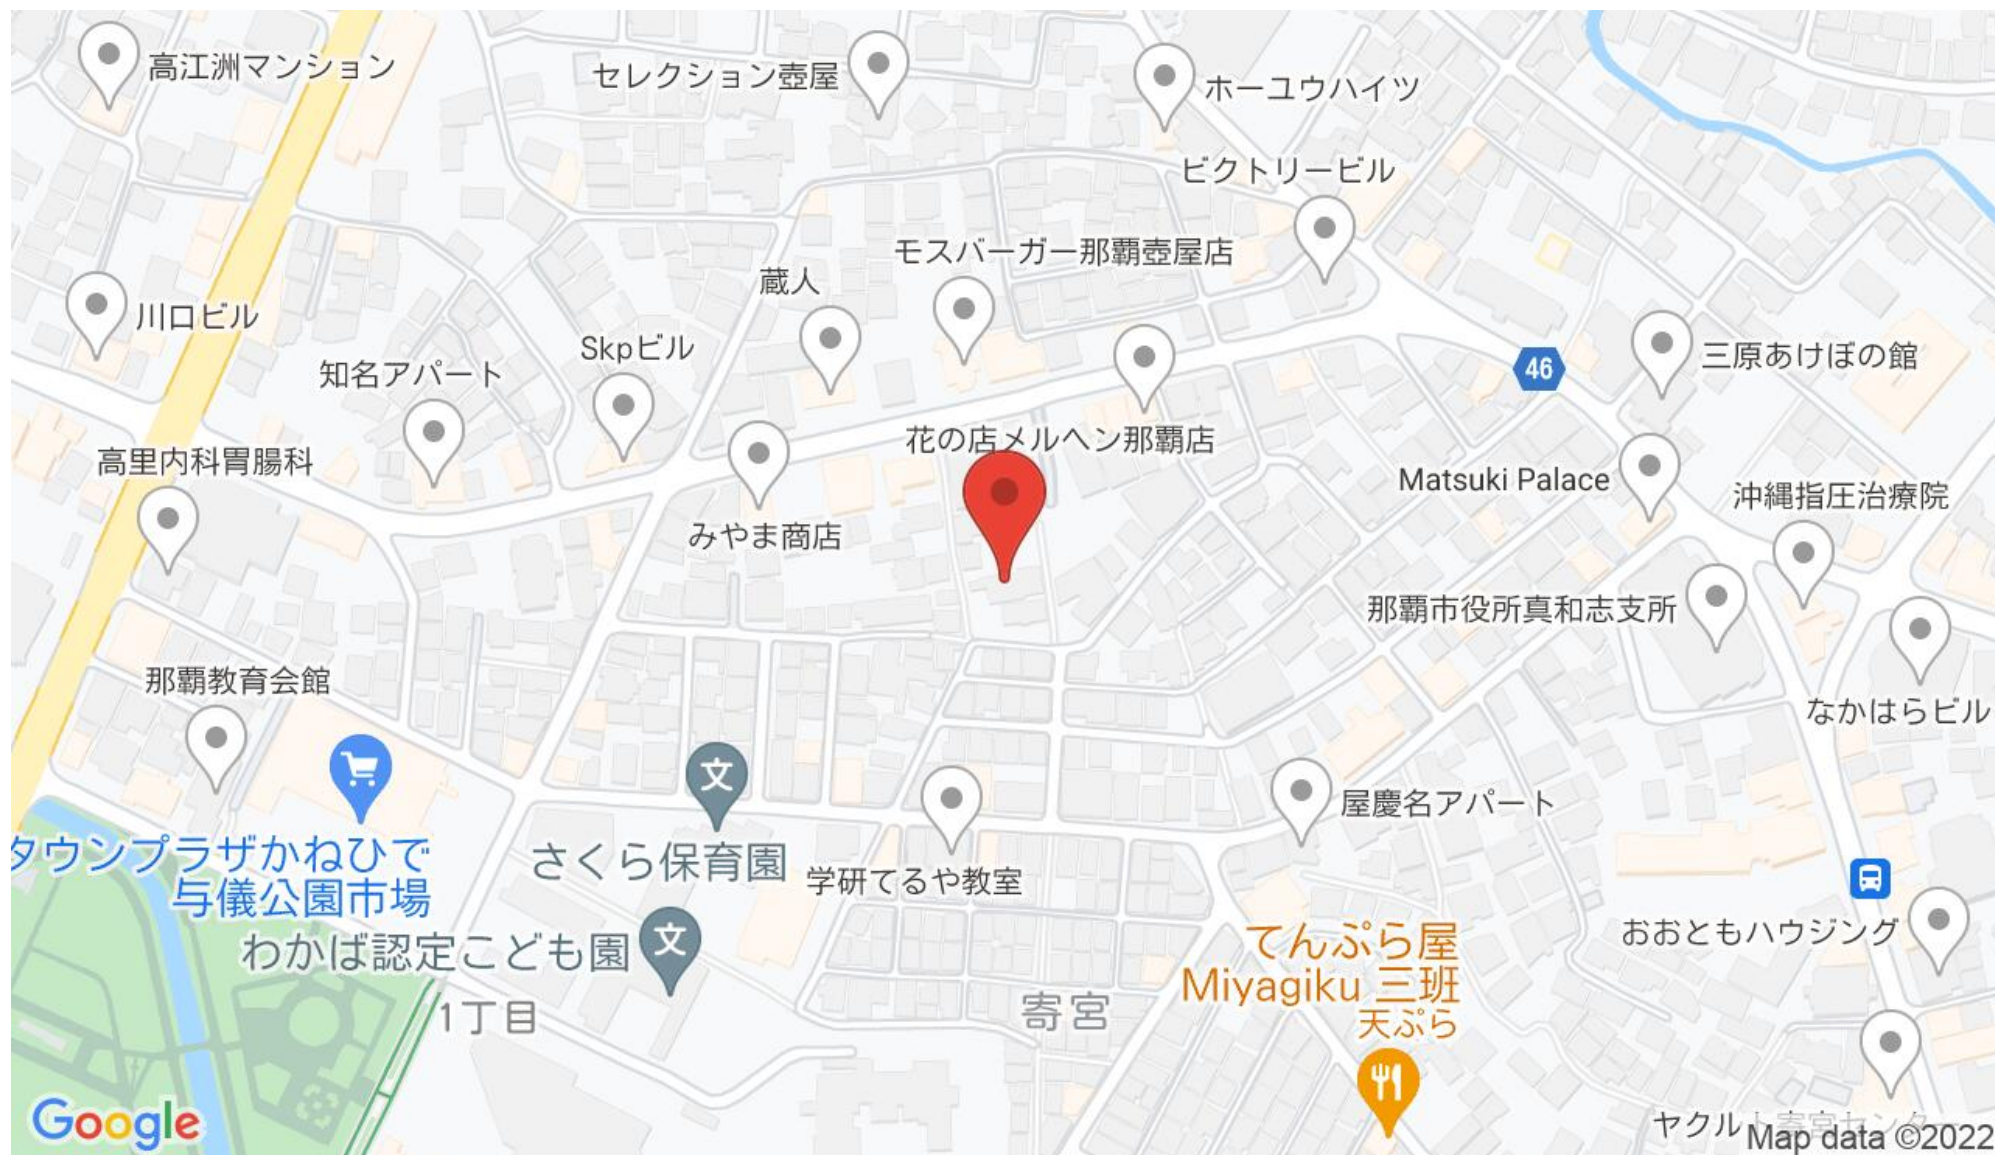 高江洲マンション
セレクション壺屋
ホーユウハイツ
ビクトリービル
モスバーガー那覇壺屋店
蔵人
川口ビル
Skpビル
知名アパート
46
三原あけぼの館
花の店メルヘン那覇店
高里内科胃腸科
Matsuki Palace
沖縄指圧治療院
みやま商店
那覇市役所真和志支所
那覇教育会館
なかはらビル
文
屋慶名アパート
タウンプラザかねひで
与儀公園市場
さくら保育園
学研てるや教室
文
わかば認定こども園
おおともハウジング
てんぷら屋
Miyagiku 三班
天ぷら
1丁目
寄宮
Google
ヤクルト寄宮センター
Map data ©2022